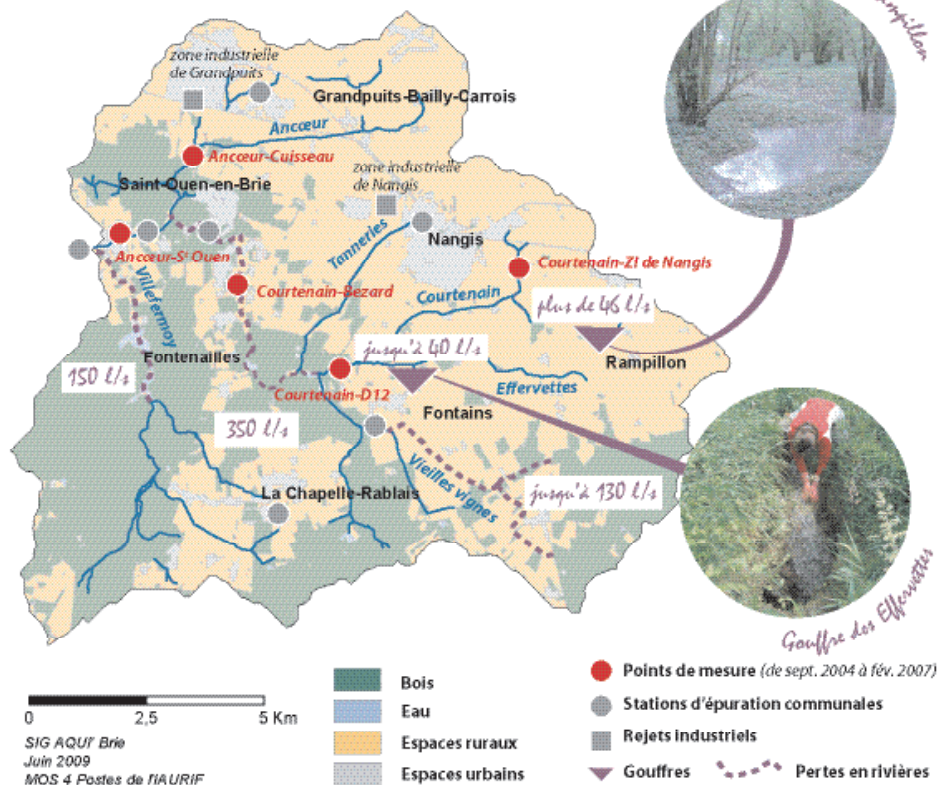 mpillon
zone industrielle
de Grandpuits
Grandpuits-Bailly-Carrois
Ancœur
Ancœur-Cuisseau
zone industrielle
de Nangis
Saint-Ouen-en-Brie
Tanneries
Nangis
Ancœur-Sᵗ Ouen
Courtenain-ZI de Nangis
Villefermoy
Courtenain-Bezard
Courtenain
plus de 46 l/s
jusqu'à 40 l/s
Fontenailles
Rampillon
150 l/s
Effervettes
Courtenain-D12
Fontains
350 l/s
Vieilles vignes
La Chapelle-Rablais
jusqu'à 130 l/s
Gouffre des Effervettes
Bois
Eau
Espaces ruraux
Espaces urbains
Points de mesure (de sept. 2004 à fév. 2007)
Stations d'épuration communales
Rejets industriels
Gouffres
Pertes en rivières
0 2,5 5 Km
SIG AQUI' Brie
Juin 2009
MOS 4 Postes de l'IAURIF